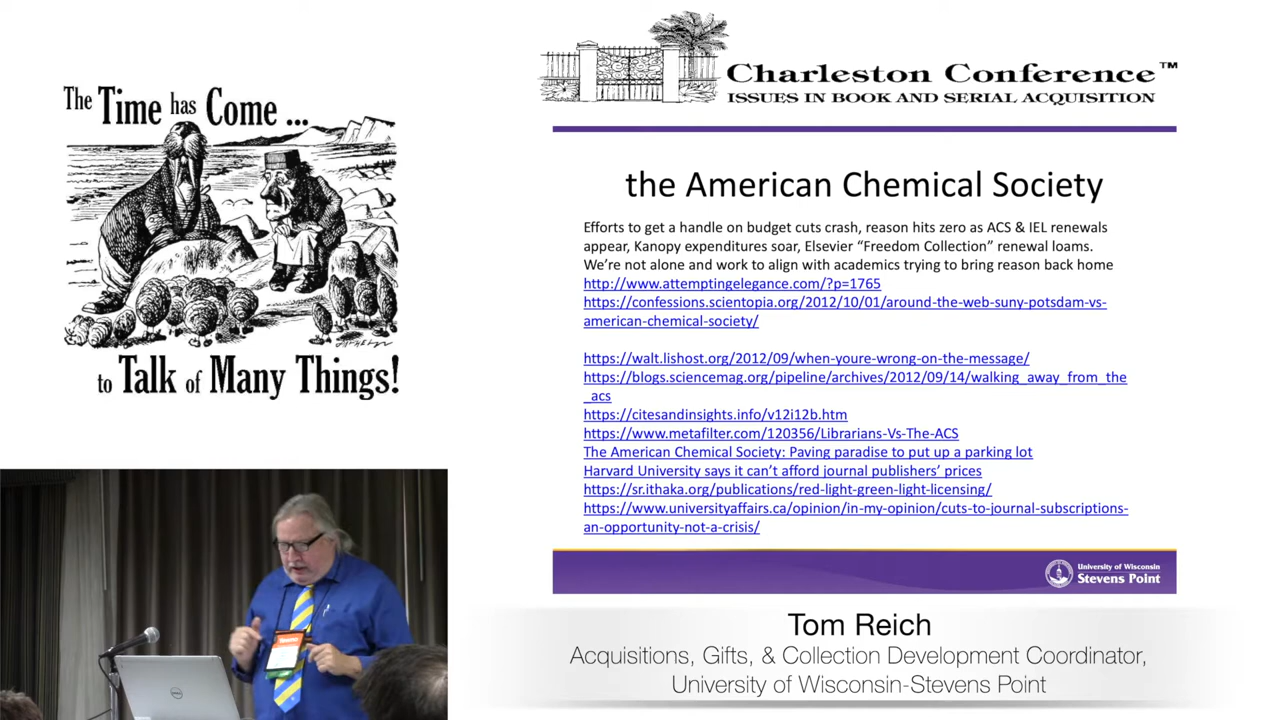 The Time has Come ...
to Talk of Many Things!
Charleston Conference™
ISSUES IN BOOK AND SERIAL ACQUISITION
the American Chemical Society
Efforts to get a handle on budget cuts crash, reason hits zero as ACS & IEL renewals
appear, Kanopy expenditures soar, Elsevier “Freedom Collection” renewal loams.
We’re not alone and work to align with academics trying to bring reason back home
http://www.attemptingelegance.com/?p=1765
https://confessions.scientopia.org/2012/10/01/around-the-web-suny-potsdam-vs-
american-chemical-society/
https://walt.lishost.org/2012/09/when-youre-wrong-on-the-message/
https://blogs.sciencemag.org/pipeline/archives/2012/09/14/walking_away_from_the
_acs
https://citesandinsights.info/v12i12b.htm
https://www.metafilter.com/120356/Librarians-Vs-The-ACS
The American Chemical Society: Paving paradise to put up a parking lot
Harvard University says it can’t afford journal publishers’ prices
https://sr.ithaka.org/publications/red-light-green-light-licensing/
https://www.universityaffairs.ca/opinion/in-my-opinion/cuts-to-journal-subscriptions-
an-opportunity-not-a-crisis/
University of Wisconsin
Stevens Point
Tom Reich
Acquisitions, Gifts, & Collection Development Coordinator,
University of Wisconsin-Stevens Point
DELL